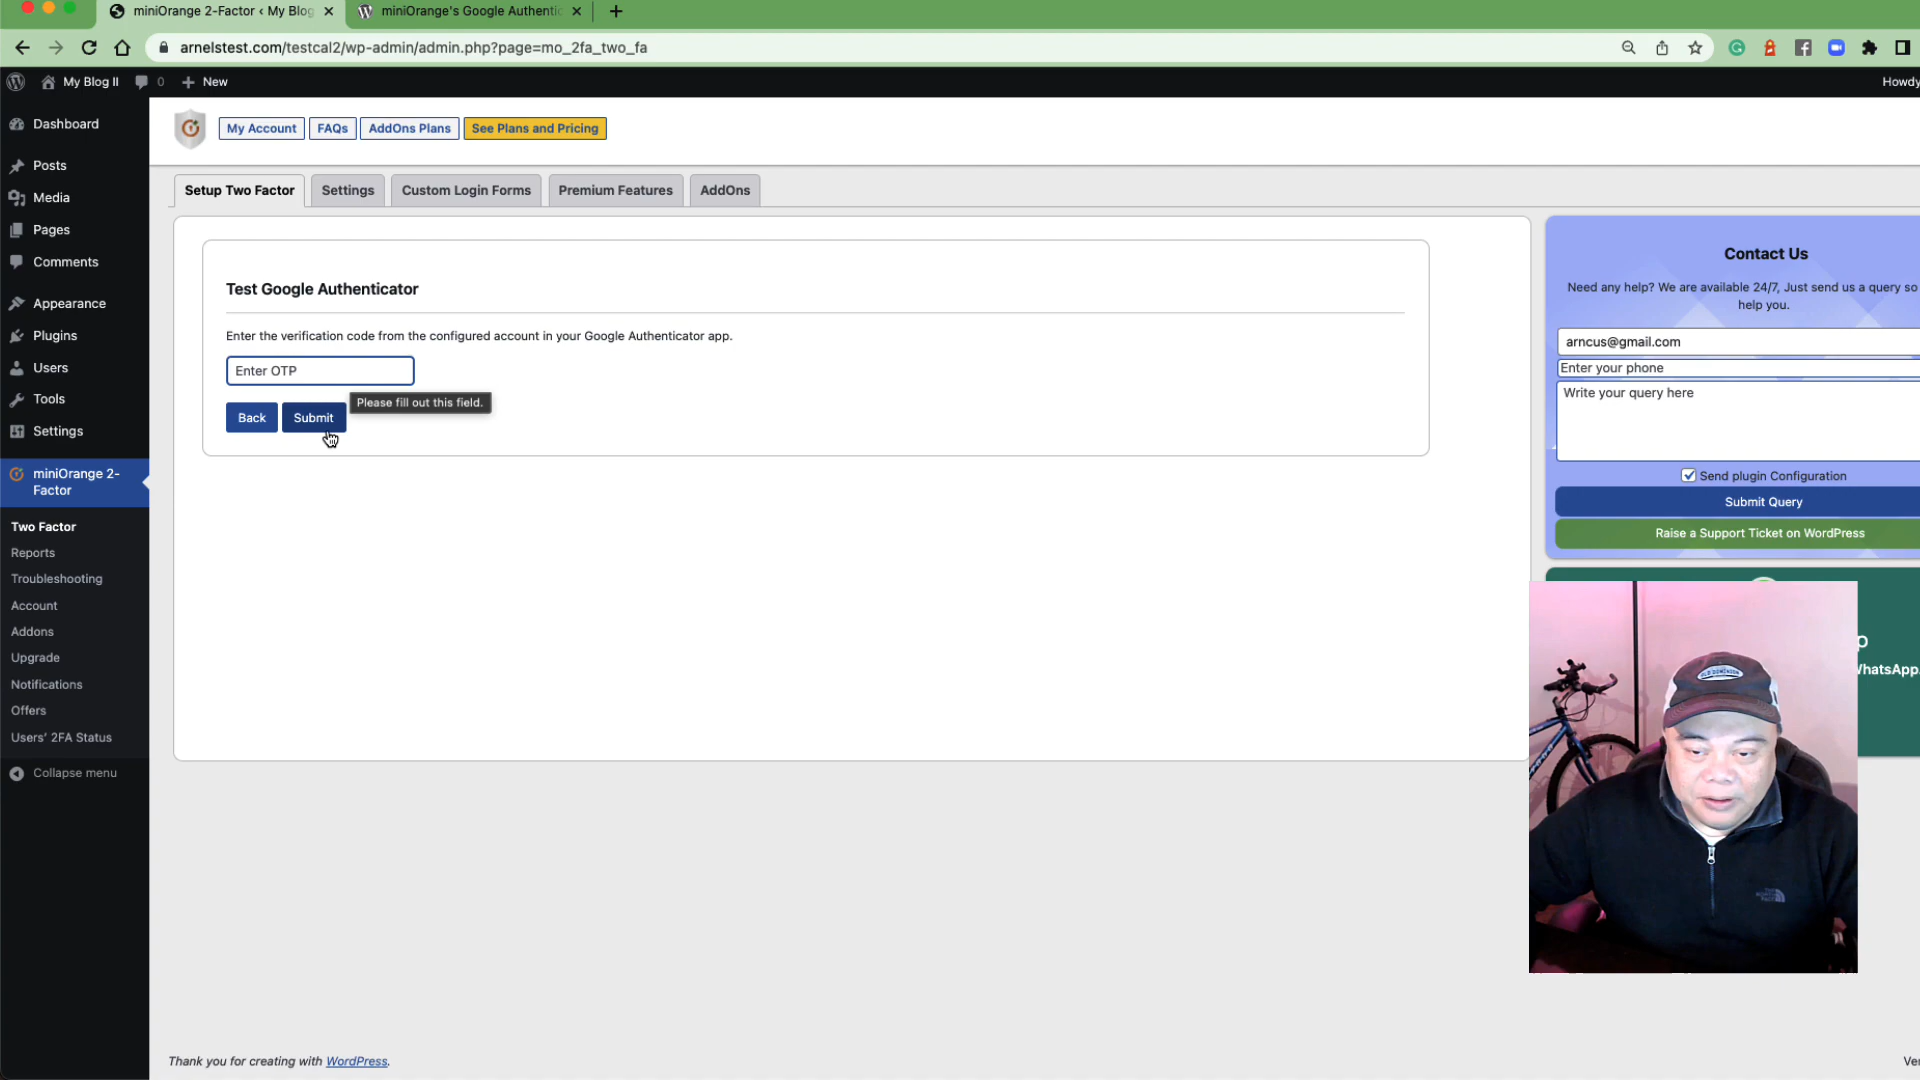 miniOrange 2-Factor ‹ My Blog
miniOrange's Google Authentic
arnelstest.com/testcal2/wp-admin/admin.php?page=mo_2fa_two_fa
My Blog II
0
New
Howdy
Dashboard
Posts
Media
Pages
Comments
Appearance
Plugins
Users
Tools
Settings
miniOrange 2-
Factor
Two Factor
Reports
Troubleshooting
Account
Addons
Upgrade
Notifications
Offers
Users' 2FA Status
Collapse menu
My Account
FAQs
AddOns Plans
See Plans and Pricing
Setup Two Factor
Settings
Custom Login Forms
Premium Features
AddOns
Test Google Authenticator
Enter the verification code from the configured account in your Google Authenticator app.
Enter OTP
Please fill out this field.
Back
Submit
Contact Us
Need any help? We are available 24/7, Just send us a query so
help you.
arncus@gmail.com
Enter your phone
Write your query here
Send plugin Configuration
Submit Query
Raise a Support Ticket on WordPress
p
WhatsApp.
Thank you for creating with WordPress.
Ver